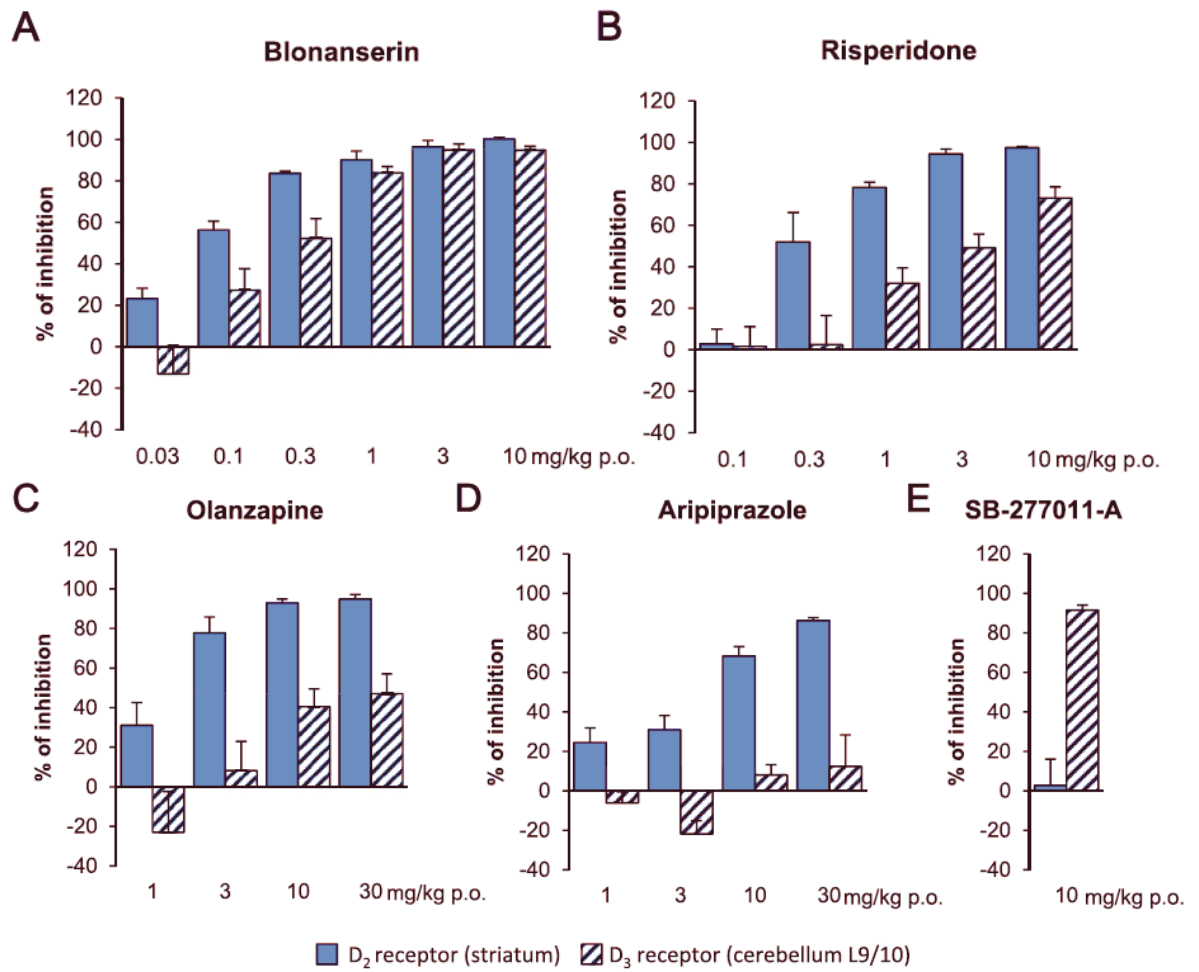 A
Blonanserin
% of inhibition
120
100
80
60
40
20
0
-20
-40
0.03 0.1 0.3 1 3 10 mg/kg p.o.
B
Risperidone
% of inhibition
120
100
80
60
40
20
0
-20
-40
0.1 0.3 1 3 10 mg/kg p.o.
C
Olanzapine
% of inhibition
120
100
80
60
40
20
0
-20
-40
1 3 10 30 mg/kg p.o.
D
Aripiprazole
% of inhibition
120
100
80
60
40
20
0
-20
-40
1 3 10 30 mg/kg p.o.
E
SB-277011-A
% of inhibition
120
100
80
60
40
20
0
-20
-40
10 mg/kg p.o.
D₂ receptor (striatum) D₃ receptor (cerebellum L9/10)